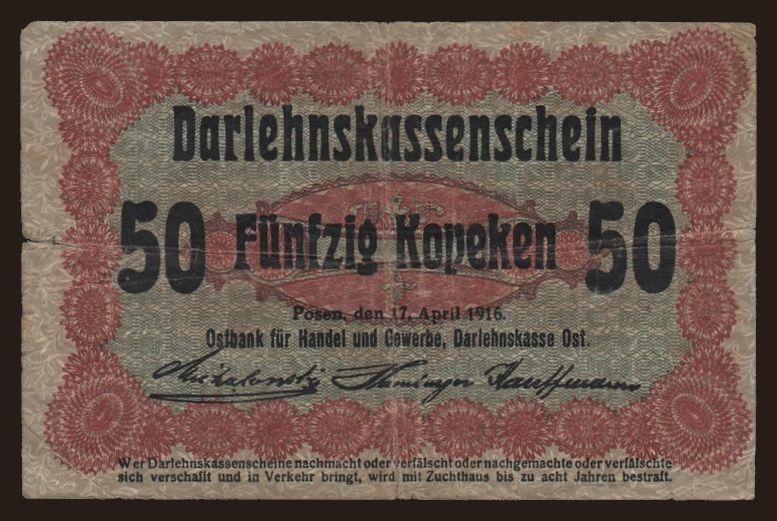 Darlehnskassenschein
50 Fünfzig Kopeken 50
Posen, den 17. April 1916.
Ostbank für Handel und Gewerbe, Darlehnskasse Ost.
Kauffmann
Wer Darlehnskassenscheine nachmacht oder verfälscht oder nachgemachte oder verfälschte
sich verschafft und in Verkehr bringt, wird mit Zuchthaus bis zu acht Jahren bestraft.